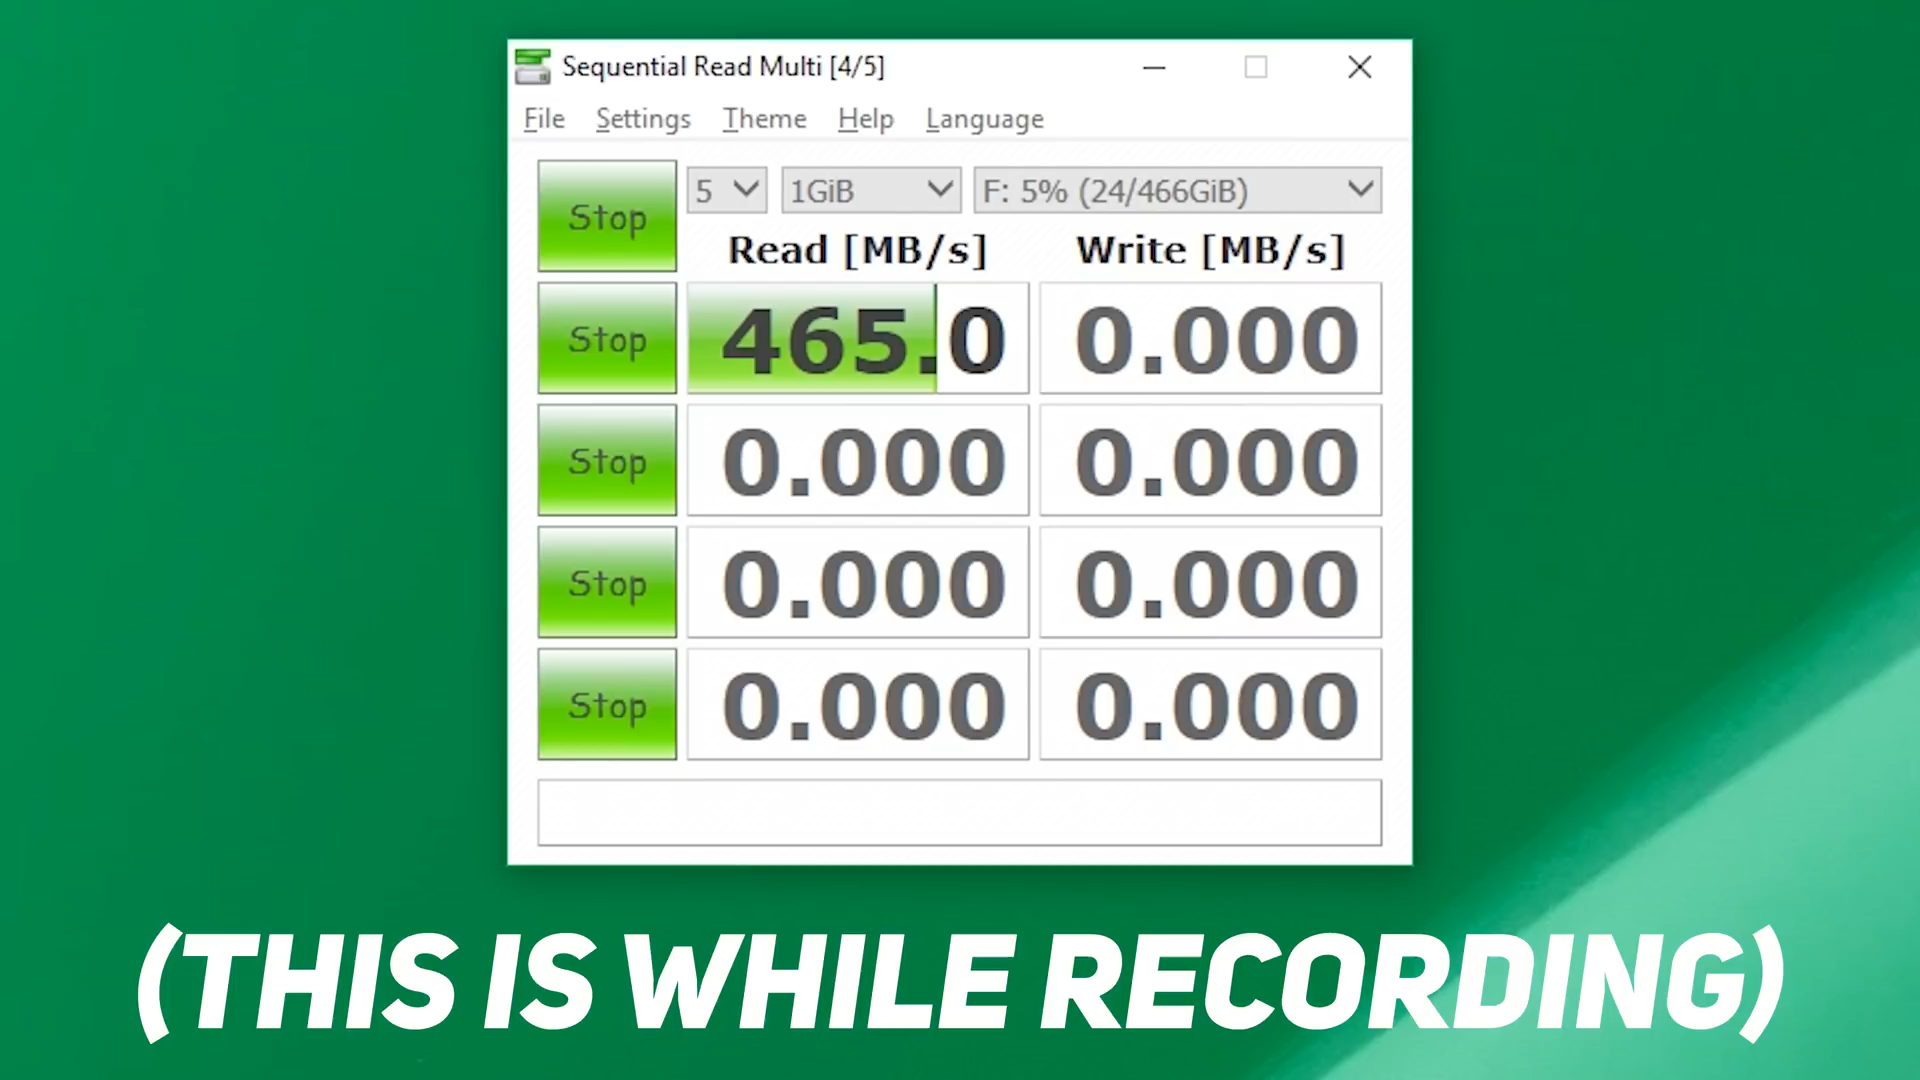 Sequential Read Multi [4/5]
File Settings Theme Help Language
Stop 5 1GiB F: 5% (24/466GiB)
Read [MB/s] Write [MB/s]
Stop 465.0 0.000
Stop 0.000 0.000
Stop 0.000 0.000
Stop 0.000 0.000
(THIS IS WHILE RECORDING)